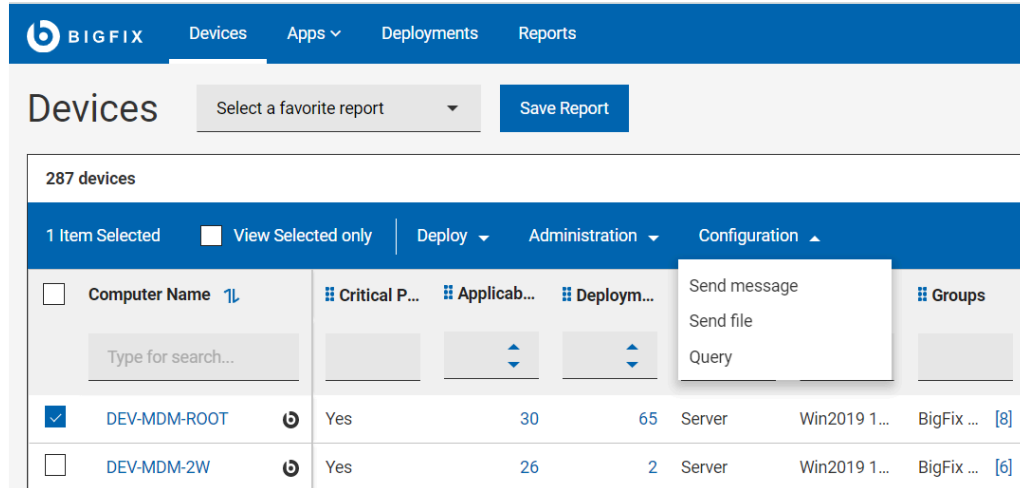 BIGFIX Devices Apps Deployments Reports
Devices Select a favorite report Save Report
287 devices
1 Item Selected View Selected only Deploy Administration Configuration
Send message
Send file
Query
Computer Name Critical P... Applicab... Deploym... Groups
Type for search...
DEV-MDM-ROOT Yes 30 65 Server Win2019 1... BigFix ... [8]
DEV-MDM-2W Yes 26 2 Server Win2019 1... BigFix ... [6]